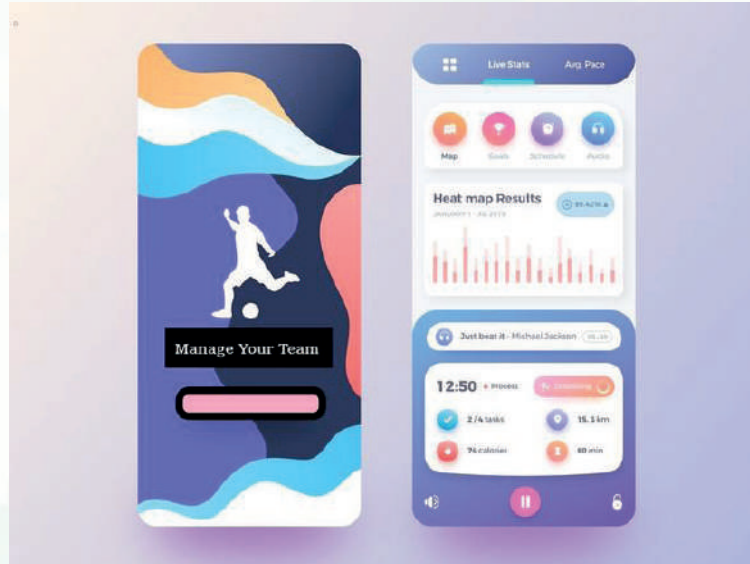 Manage Your Team
Live Stats
Avg. Pace
Map
Goals
Schedule
Audio
Heat map Results
Just beat it - Michael Jackson
12:50
Process
2/4 tasks
15.1 km
74 calories
60 min